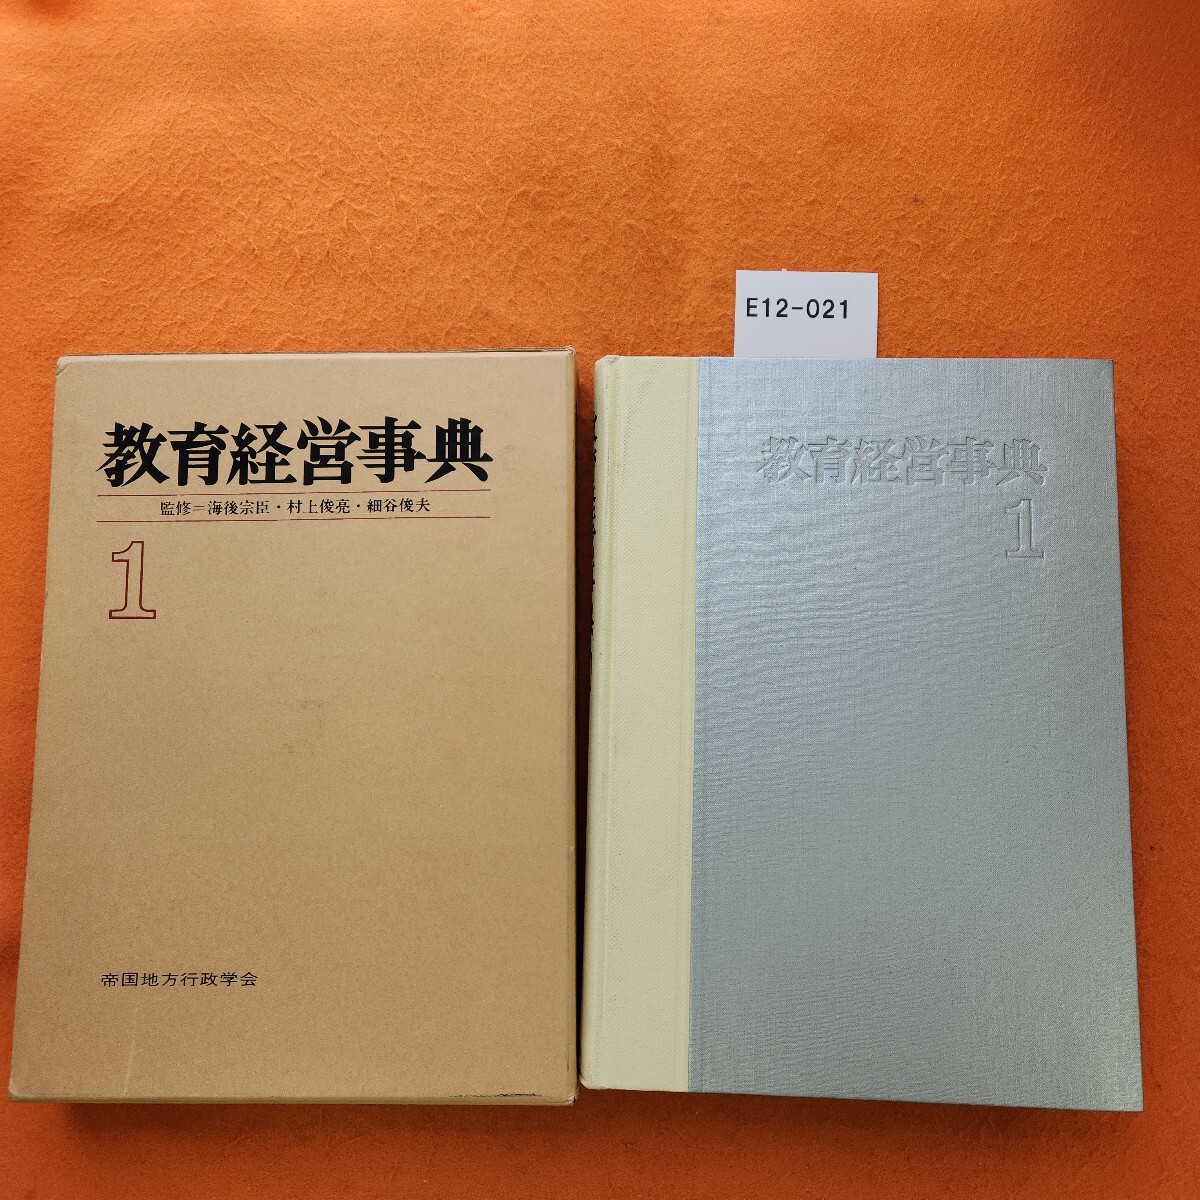 教育経営事典
監修=海後宗臣・村上俊亮・細谷俊夫
1
帝国地方行政学会
E12-021
教育経営事典
1